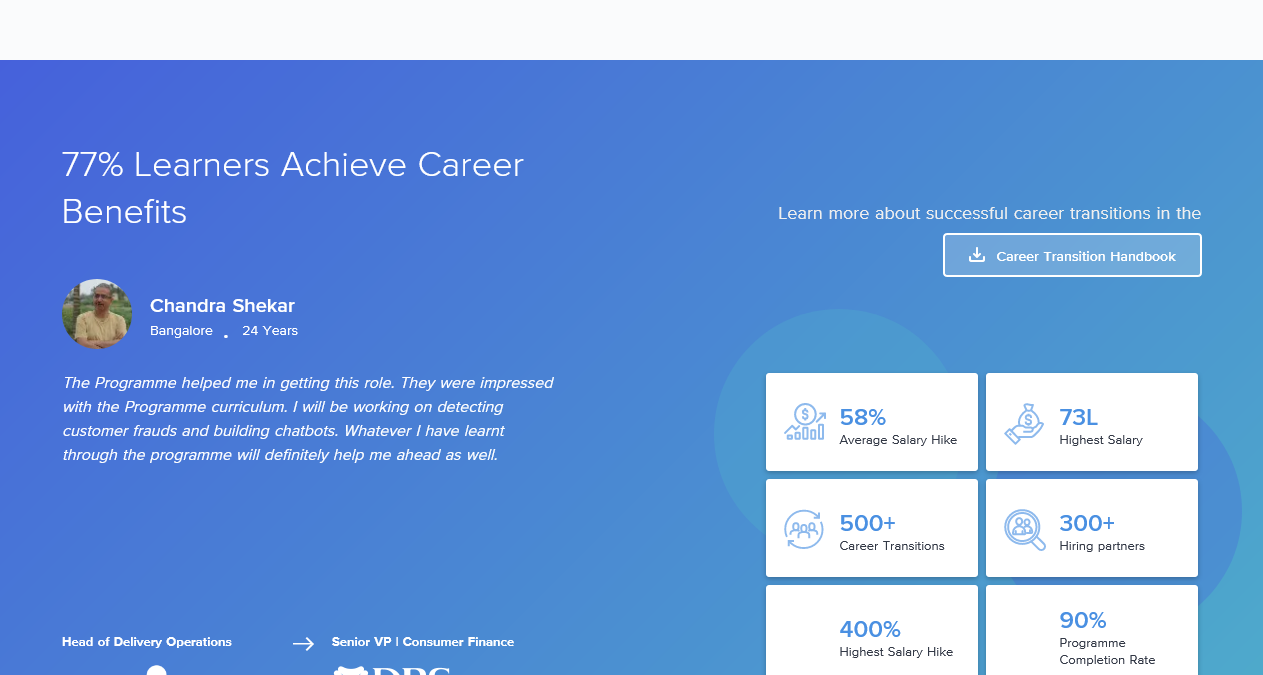 77% Learners Achieve Career
Benefits
Chandra Shekar
Bangalore . 24 Years
The Programme helped me in getting this role. They were impressed
with the Programme curriculum. I will be working on detecting
customer frauds and building chatbots. Whatever I have learnt
through the programme will definitely help me ahead as well.
Head of Delivery Operations
Senior VP | Consumer Finance
Learn more about successful career transitions in the
Career Transition Handbook
58%
Average Salary Hike
73L
Highest Salary
500+
Career Transitions
300+
Hiring partners
400%
Highest Salary Hike
90%
Programme
Completion Rate